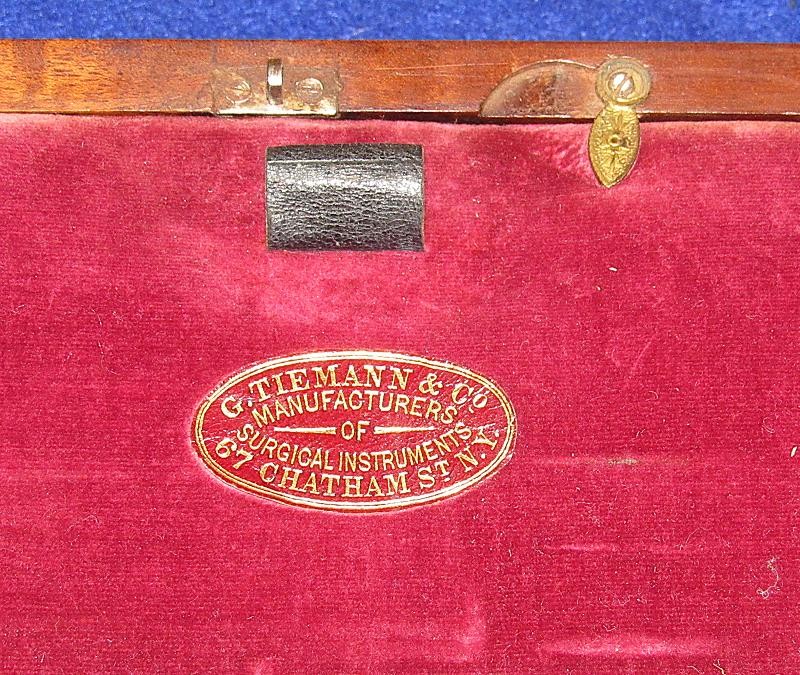 G. TIEMANN & Co
MANUFACTURERS
OF
SURGICAL INSTRUMENTS
67 CHATHAM ST. N.Y.